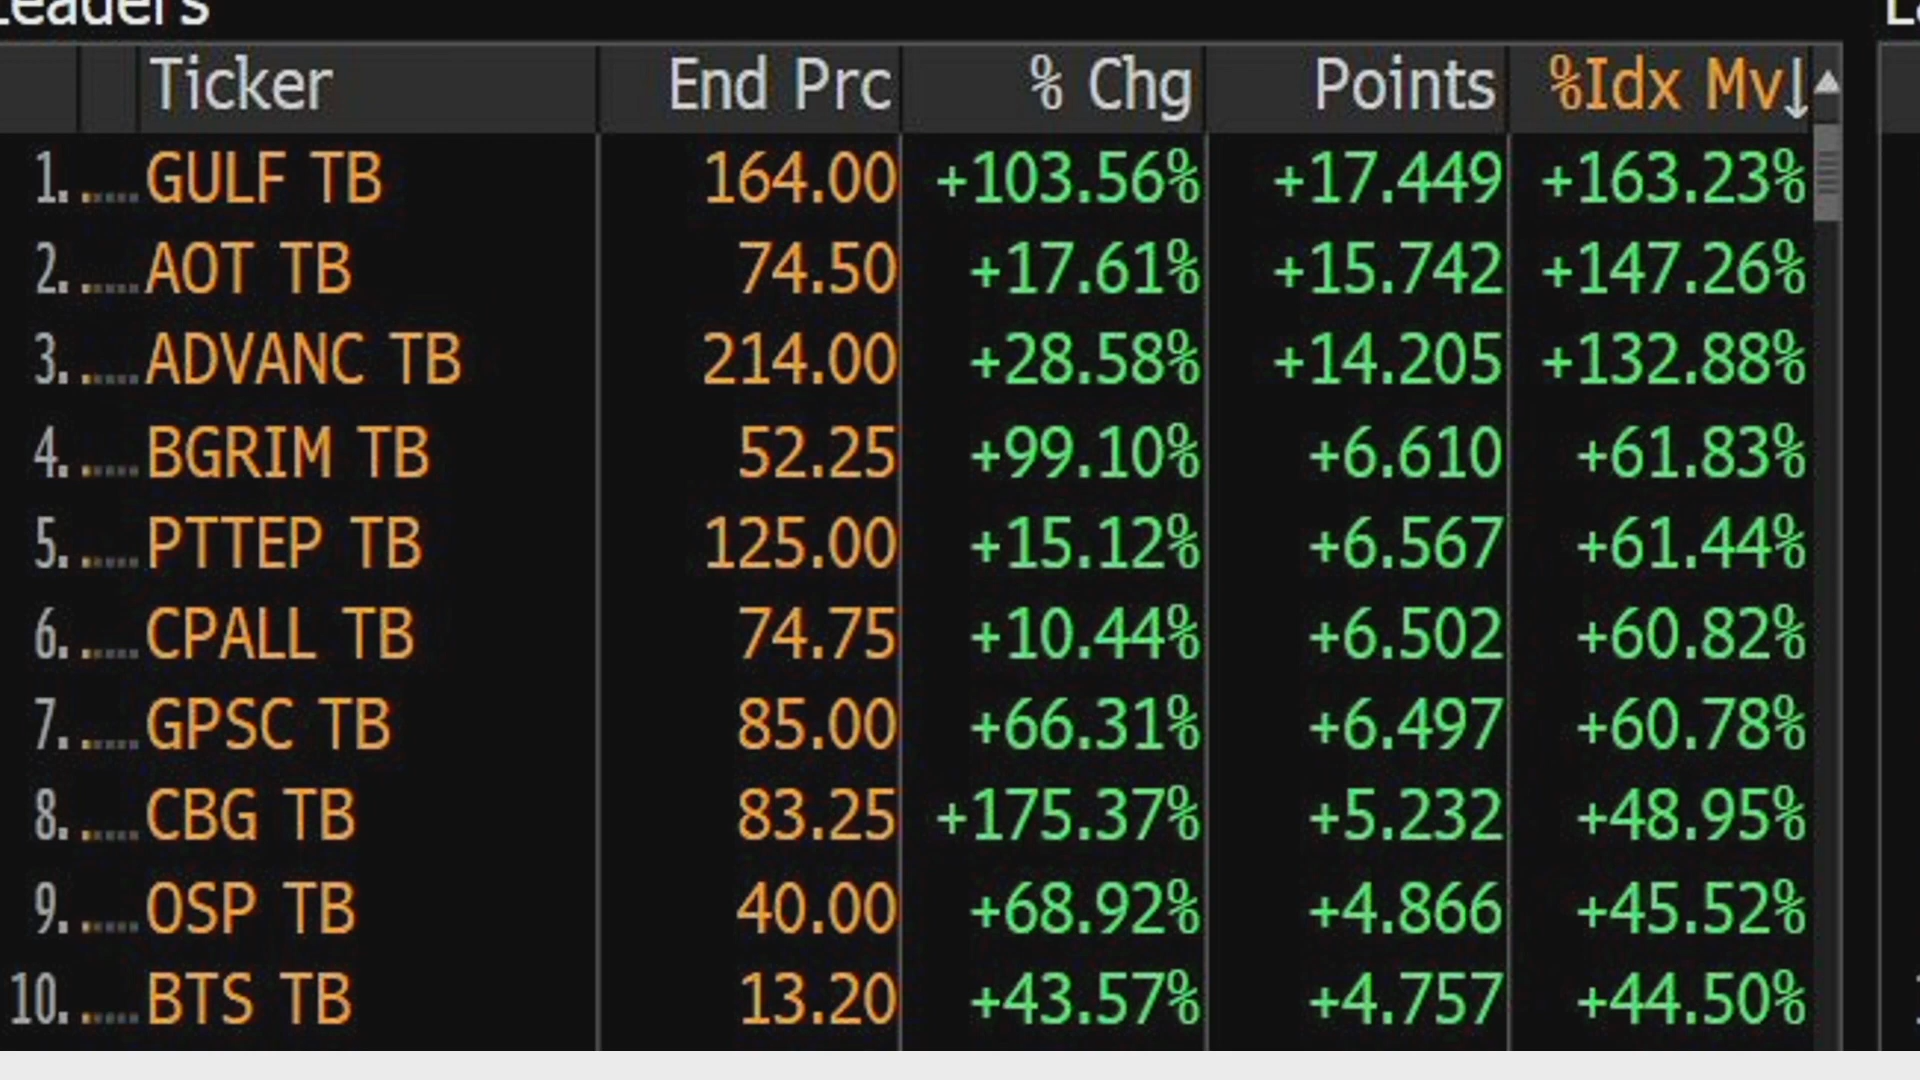 Leaders
Ticker End Prc % Chg Points %Idx Mv↓
1. GULF TB 164.00 +103.56% +17.449 +163.23%
2. AOT TB 74.50 +17.61% +15.742 +147.26%
3. ADVANC TB 214.00 +28.58% +14.205 +132.88%
4. BGRIM TB 52.25 +99.10% +6.610 +61.83%
5. PTTEP TB 125.00 +15.12% +6.567 +61.44%
6. CPALL TB 74.75 +10.44% +6.502 +60.82%
7. GPSC TB 85.00 +66.31% +6.497 +60.78%
8. CBG TB 83.25 +175.37% +5.232 +48.95%
9. OSP TB 40.00 +68.92% +4.866 +45.52%
10. BTS TB 13.20 +43.57% +4.757 +44.50%